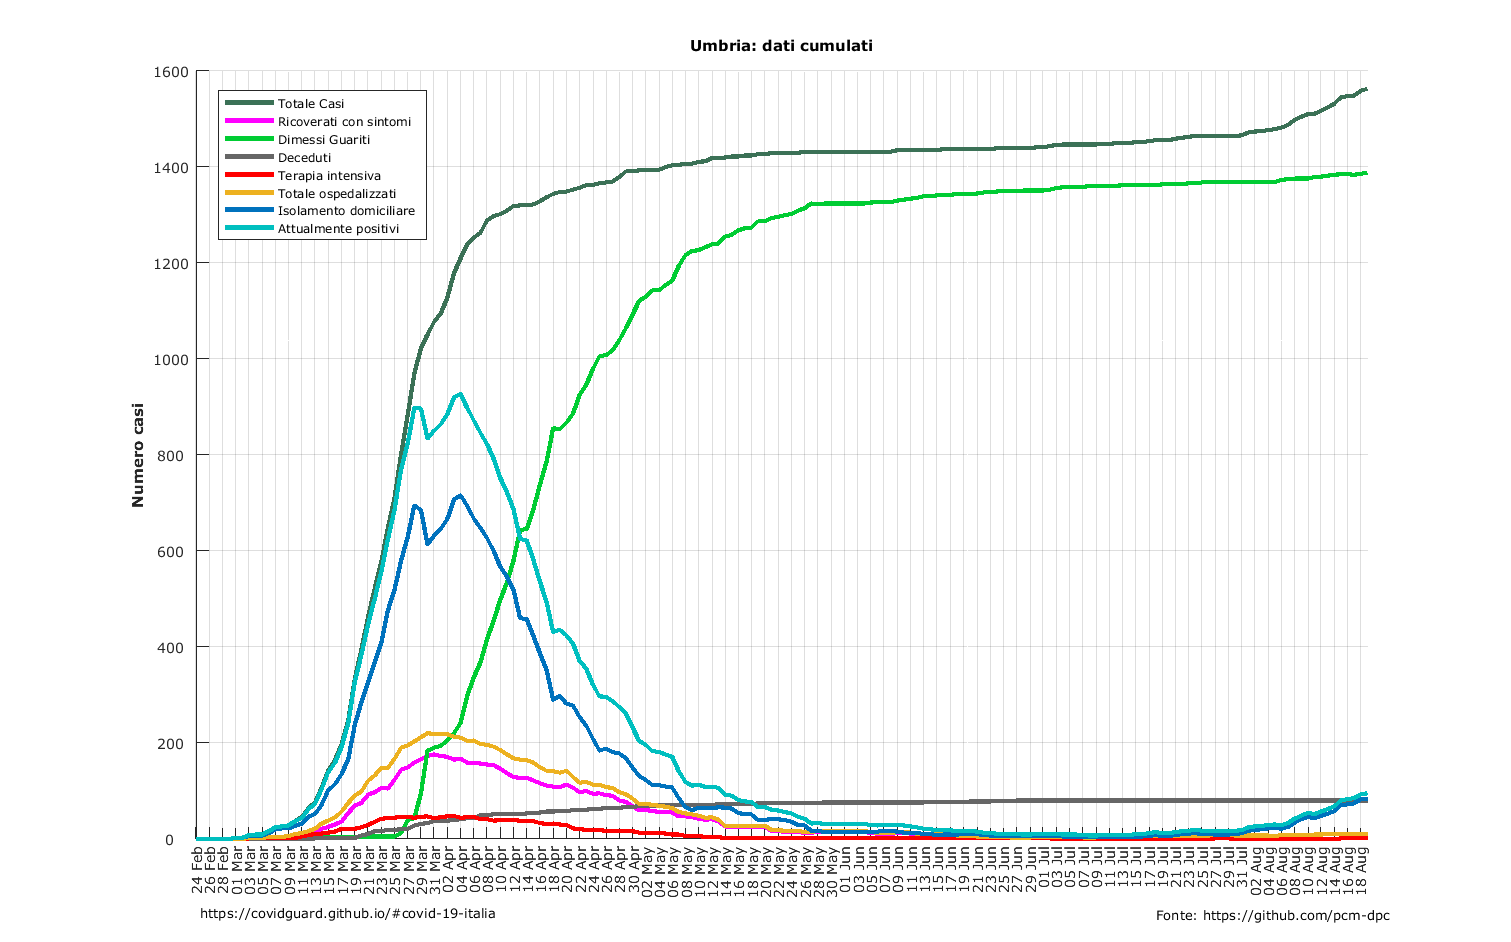 Umbria: dati cumulati
1600
1400
1200
1000
800
600
400
200
0
Numero casi
Totale Casi
Ricoverati con sintomi
Dimessi Guariti
Deceduti
Terapia intensiva
Totale ospedalizzati
Isolamento domiciliare
Attualmente positivi
24 Feb
26 Feb
28 Feb
01 Mar
03 Mar
05 Mar
07 Mar
09 Mar
11 Mar
13 Mar
15 Mar
17 Mar
19 Mar
21 Mar
23 Mar
25 Mar
27 Mar
29 Mar
31 Mar
02 Apr
04 Apr
06 Apr
08 Apr
10 Apr
12 Apr
14 Apr
16 Apr
18 Apr
20 Apr
22 Apr
24 Apr
26 Apr
28 Apr
30 Apr
02 May
04 May
06 May
08 May
10 May
12 May
14 May
16 May
18 May
20 May
22 May
24 May
26 May
28 May
30 May
01 Jun
03 Jun
05 Jun
07 Jun
09 Jun
11 Jun
13 Jun
15 Jun
17 Jun
19 Jun
21 Jun
23 Jun
25 Jun
27 Jun
29 Jun
01 Jul
03 Jul
05 Jul
07 Jul
09 Jul
11 Jul
13 Jul
15 Jul
17 Jul
19 Jul
21 Jul
23 Jul
25 Jul
27 Jul
29 Jul
31 Jul
02 Aug
04 Aug
06 Aug
08 Aug
10 Aug
12 Aug
14 Aug
16 Aug
18 Aug
https://covidguard.github.io/#covid-19-italia
Fonte: https://github.com/pcm-dpc